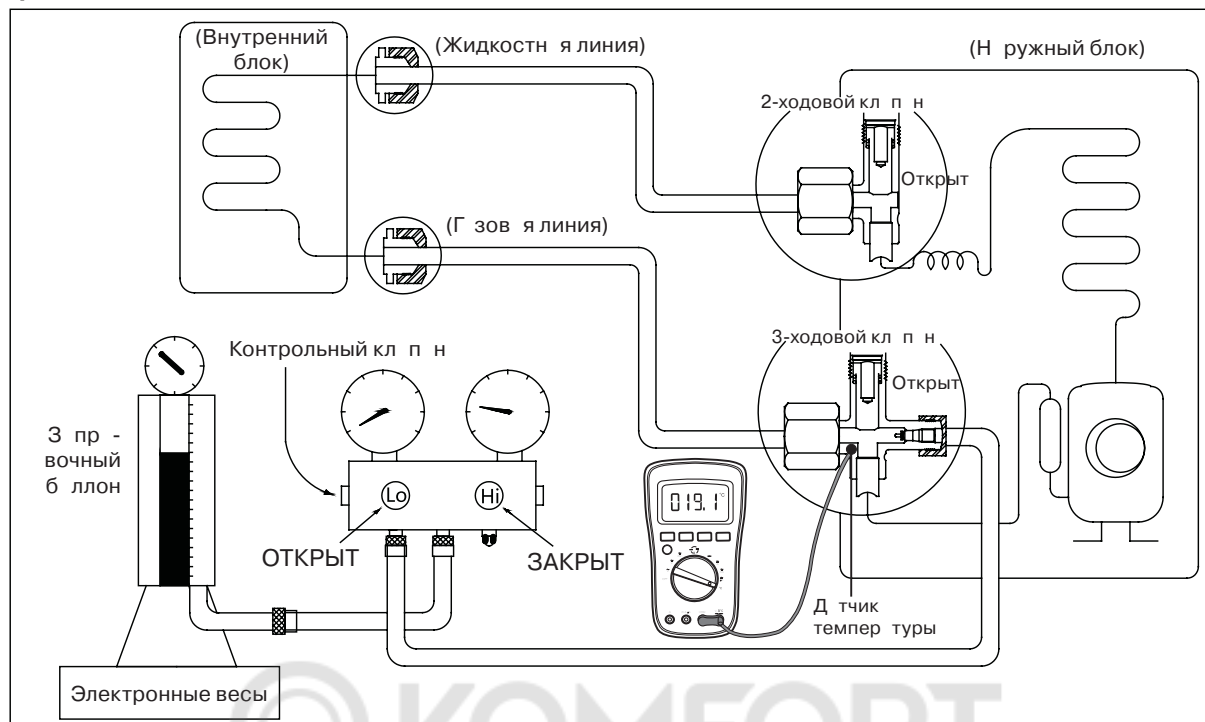 (Внутренний
блок)
(Жидкостн я линия)
(Н ружный блок)
2-ходовой кл п н
Открыт
(Г зов я линия)
3-ходовой кл п н
Открыт
Контрольный кл п н
З пр -
вочный
б ллон
Lo
Hi
019.1°C
ОТКРЫТ
ЗАКРЫТ
Д тчик
темпер туры
Электронные весы
КОМFORT